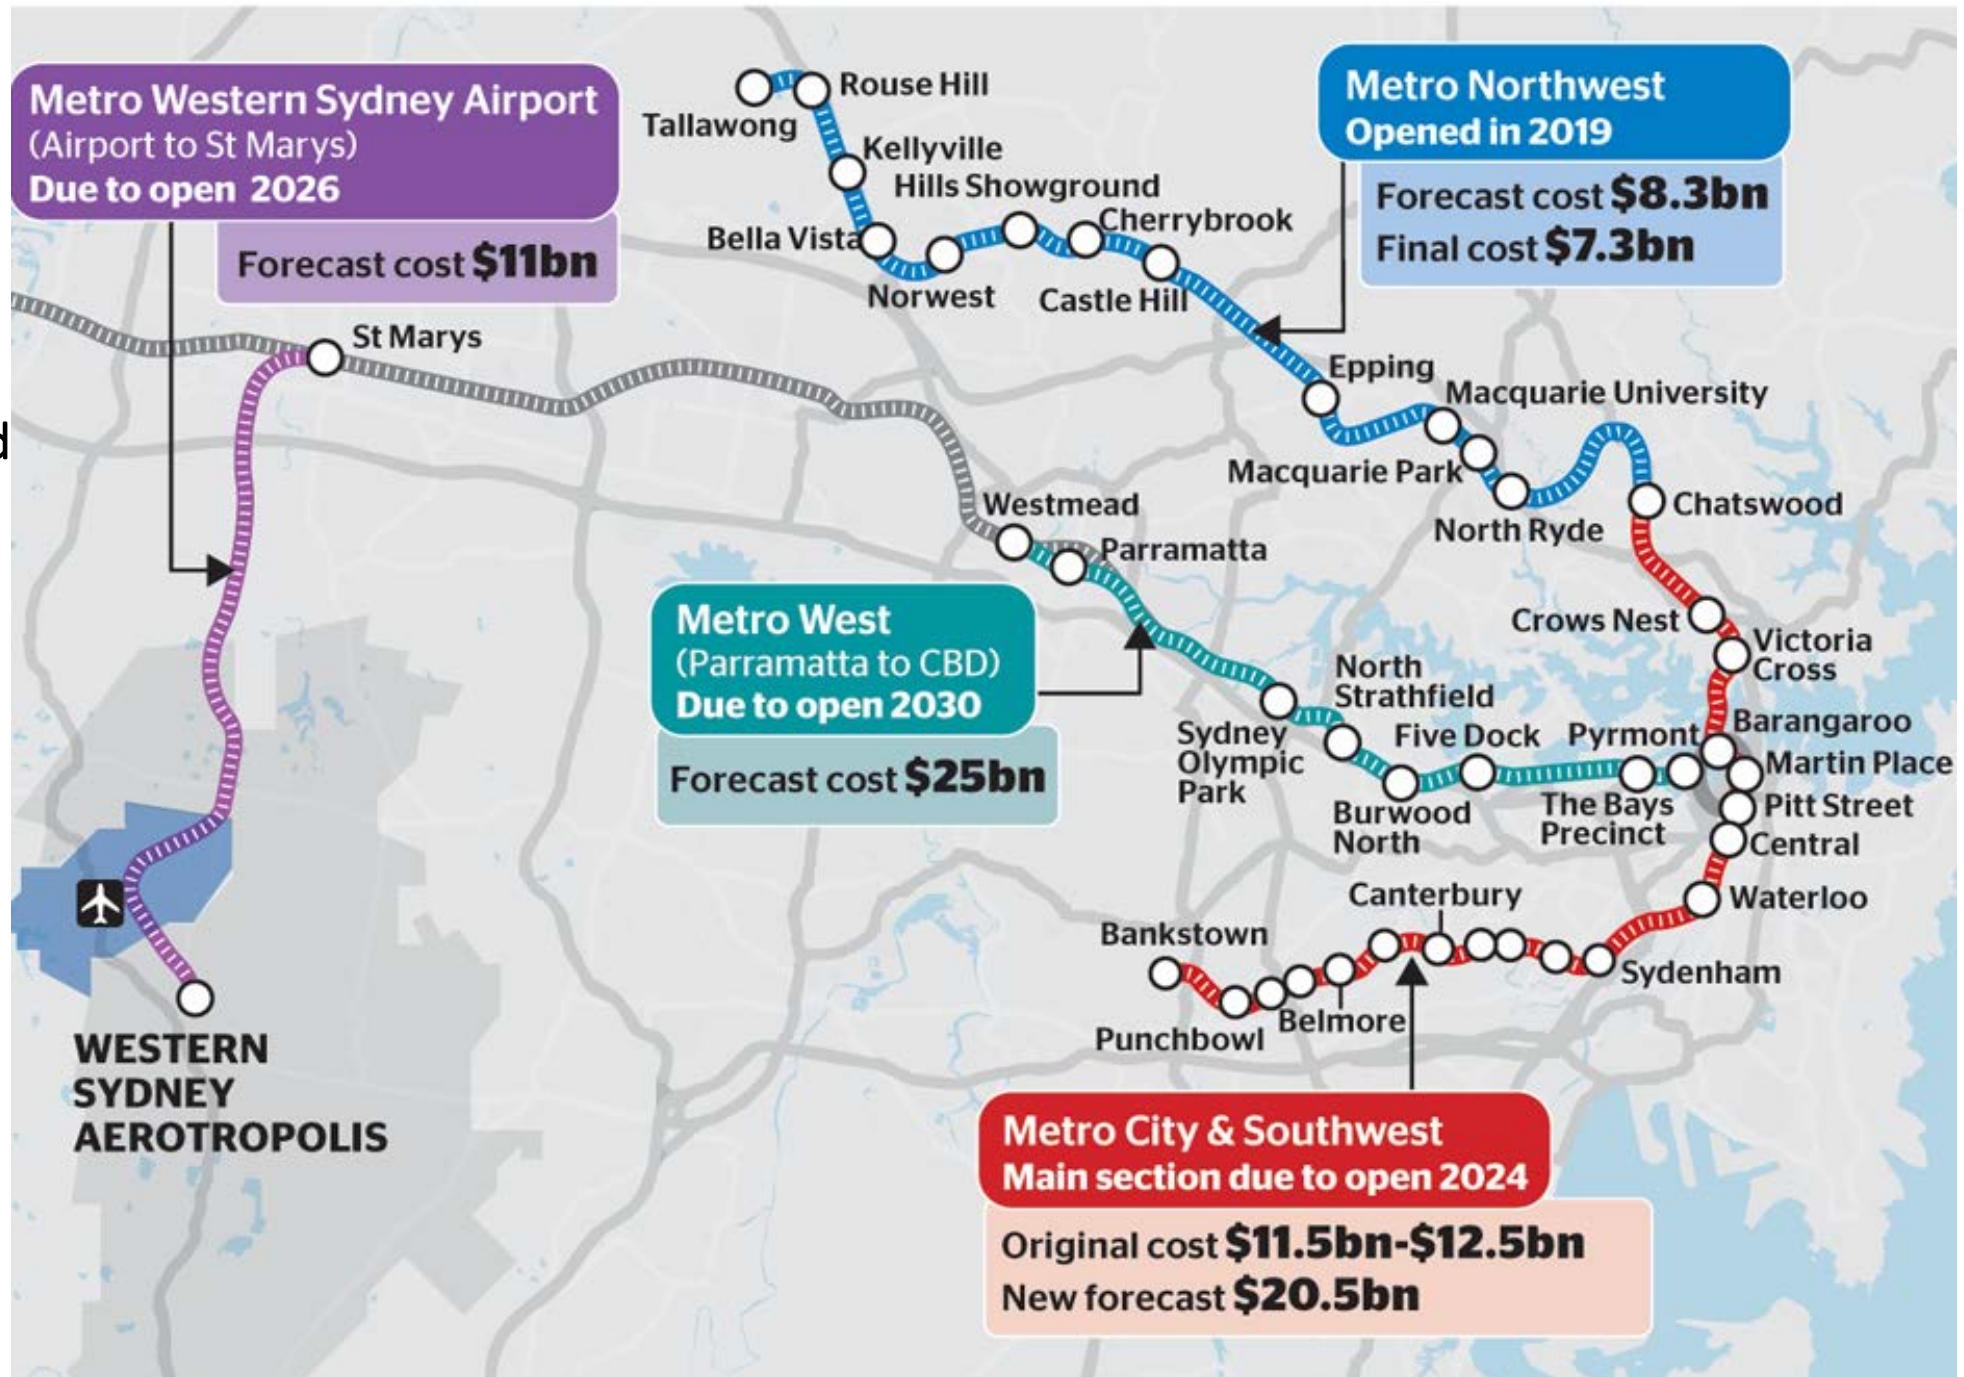 Metro Western Sydney Airport
(Airport to St Marys)
Due to open 2026
Forecast cost $11bn
Metro Northwest
Opened in 2019
Forecast cost $8.3bn
Final cost $7.3bn
Rouse Hill
Tallawong
Kellyville
Hills Showground
Cherrybrook
Bella Vista
Norwest
Castle Hill
St Marys
Epping
Macquarie University
d
Macquarie Park
Westmead
Chatswood
North Ryde
Parramatta
Metro West
(Parramatta to CBD)
Due to open 2030
Forecast cost $25bn
Crows Nest
Victoria
Cross
North
Strathfield
Sydney
Olympic
Park
Five Dock
Pyrmont
Barangaroo
Martin Place
Burwood
North
The Bays
Precinct
Pitt Street
Central
Canterbury
Waterloo
Bankstown
Sydenham
Belmore
Punchbowl
WESTERN
SYDNEY
AEROTROPOLIS
Metro City & Southwest
Main section due to open 2024
Original cost $11.5bn-$12.5bn
New forecast $20.5bn